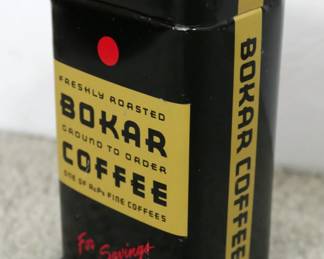 FRESHLY ROASTED
BOKAR
GROUND TO ORDER
COFFEE
ONE OF A&P's FINE COFFEES
For Savings
BOKAR COFFEE